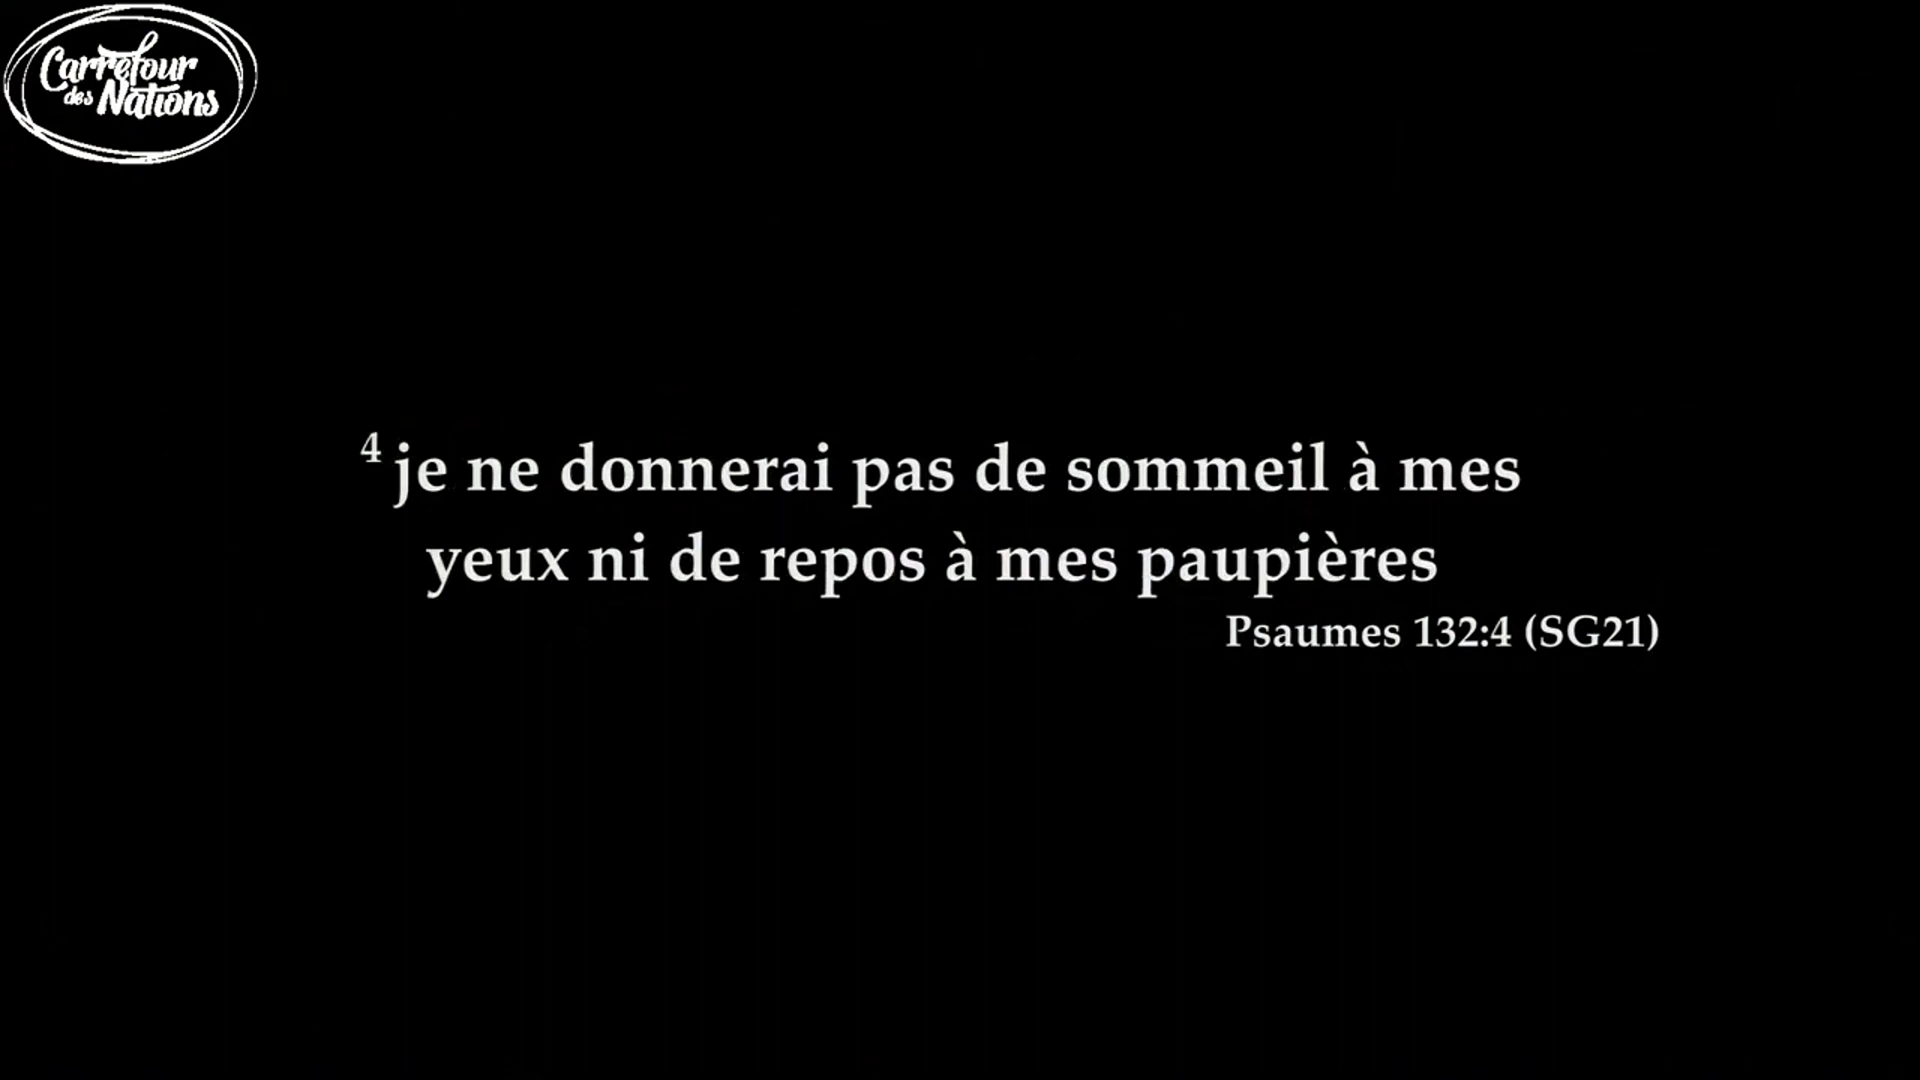 Carrefour
des Nations
4 je ne donnerai pas de sommeil à mes
yeux ni de repos à mes paupières
Psaumes 132:4 (SG21)